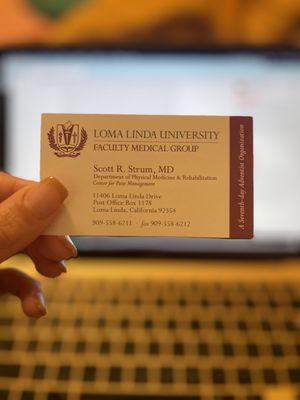 LOMA LINDA UNIVERSITY
FACULTY MEDICAL GROUP
Scott R. Strum, MD
Department of Physical Medicine & Rehabilitation
Center for Pain Management
11406 Loma Linda Drive
Post Office Box 1178
Loma Linda, California 92354
909-558-6211 · fax 909-558-6212
A Seventh-day Adventist Organization